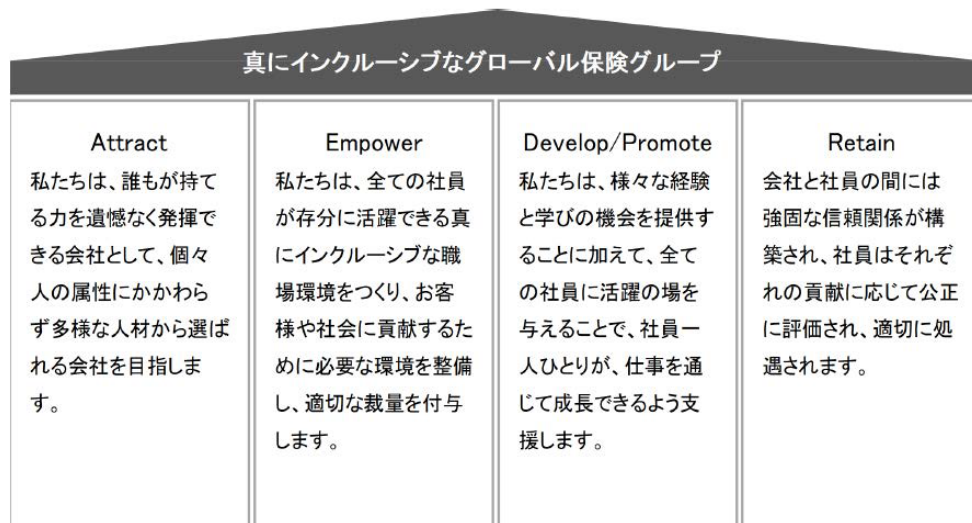 真にインクルーシブなグローバル保険グループ
Attract
私たちは、誰もが持て
る力を遺憾なく発揮で
きる会社として、個々
人の属性にかかわら
ず多様な人材から選ば
れる会社を目指しま
す。
Empower
私たちは、全ての社員
が存分に活躍できる真
にインクルーシブな職
場環境をつくり、お客
様や社会に貢献するた
めに必要な環境を整備
し、適切な裁量を付与
します。
Develop/Promote
私たちは、様々な経験
と学びの機会を提供す
ることに加えて、全て
の社員に活躍の場を
与えることで、社員一
人ひとりが、仕事を通
じて成長できるよう支
援します。
Retain
会社と社員の間には
強固な信頼関係が構
築され、社員はそれぞ
れの貢献に応じて公正
に評価され、適切に処
遇されます。